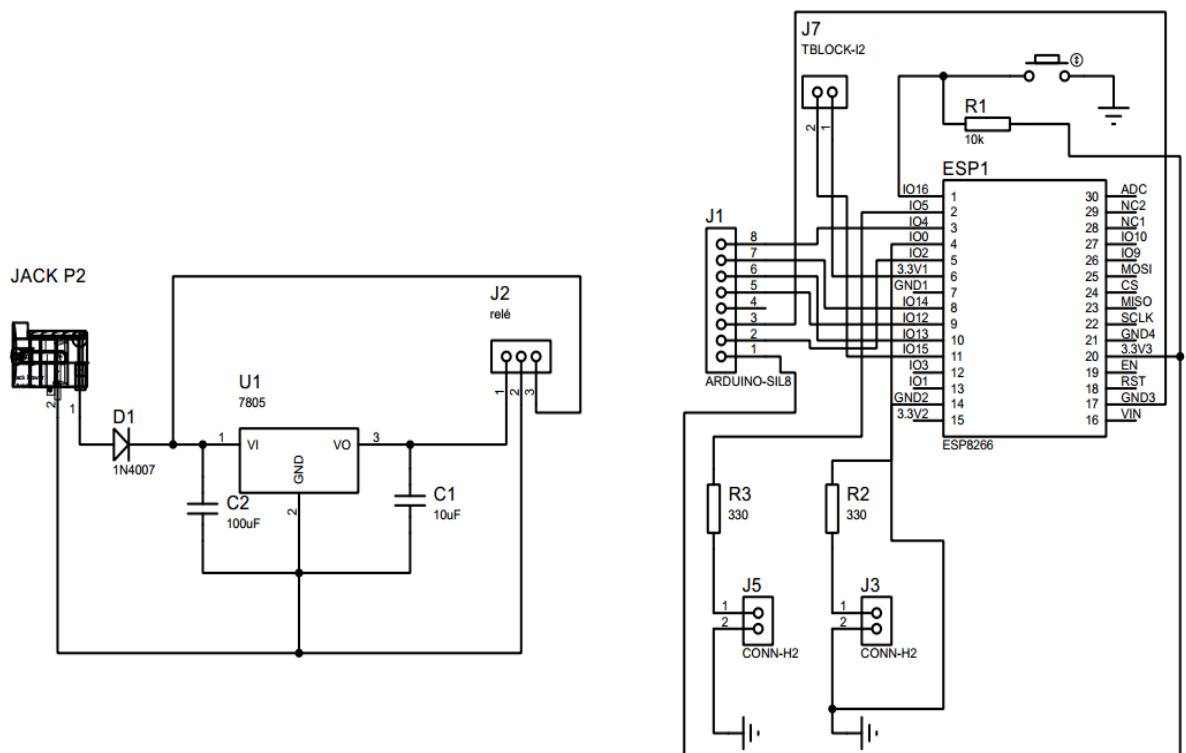 JACK P2
2
1
D1
1N4007
U1
7805
1
VI
VO
3
GND
2
C2
100uF
C1
10uF
J2
relé
1
2
3
J7
TBLOCK-I2
2
1
R1
10k
J1
8
7
6
5
4
3
2
1
ARDUINO-SIL8
ESP1
IO16 1 30 ADC
IO5 2 29 NC2
IO4 3 28 NC1
IO0 4 27 IO10
IO2 5 26 IO9
3.3V1 6 25 MOSI
GND1 7 24 CS
IO14 8 23 MISO
IO12 9 22 SCLK
IO13 10 21 GND4
IO15 11 20 3.3V3
IO3 12 19 EN
IO1 13 18 RST
GND2 14 17 GND3
3.3V2 15 16 VIN
ESP8266
R3
330
R2
330
J5
1
2
CONN-H2
J3
1
2
CONN-H2